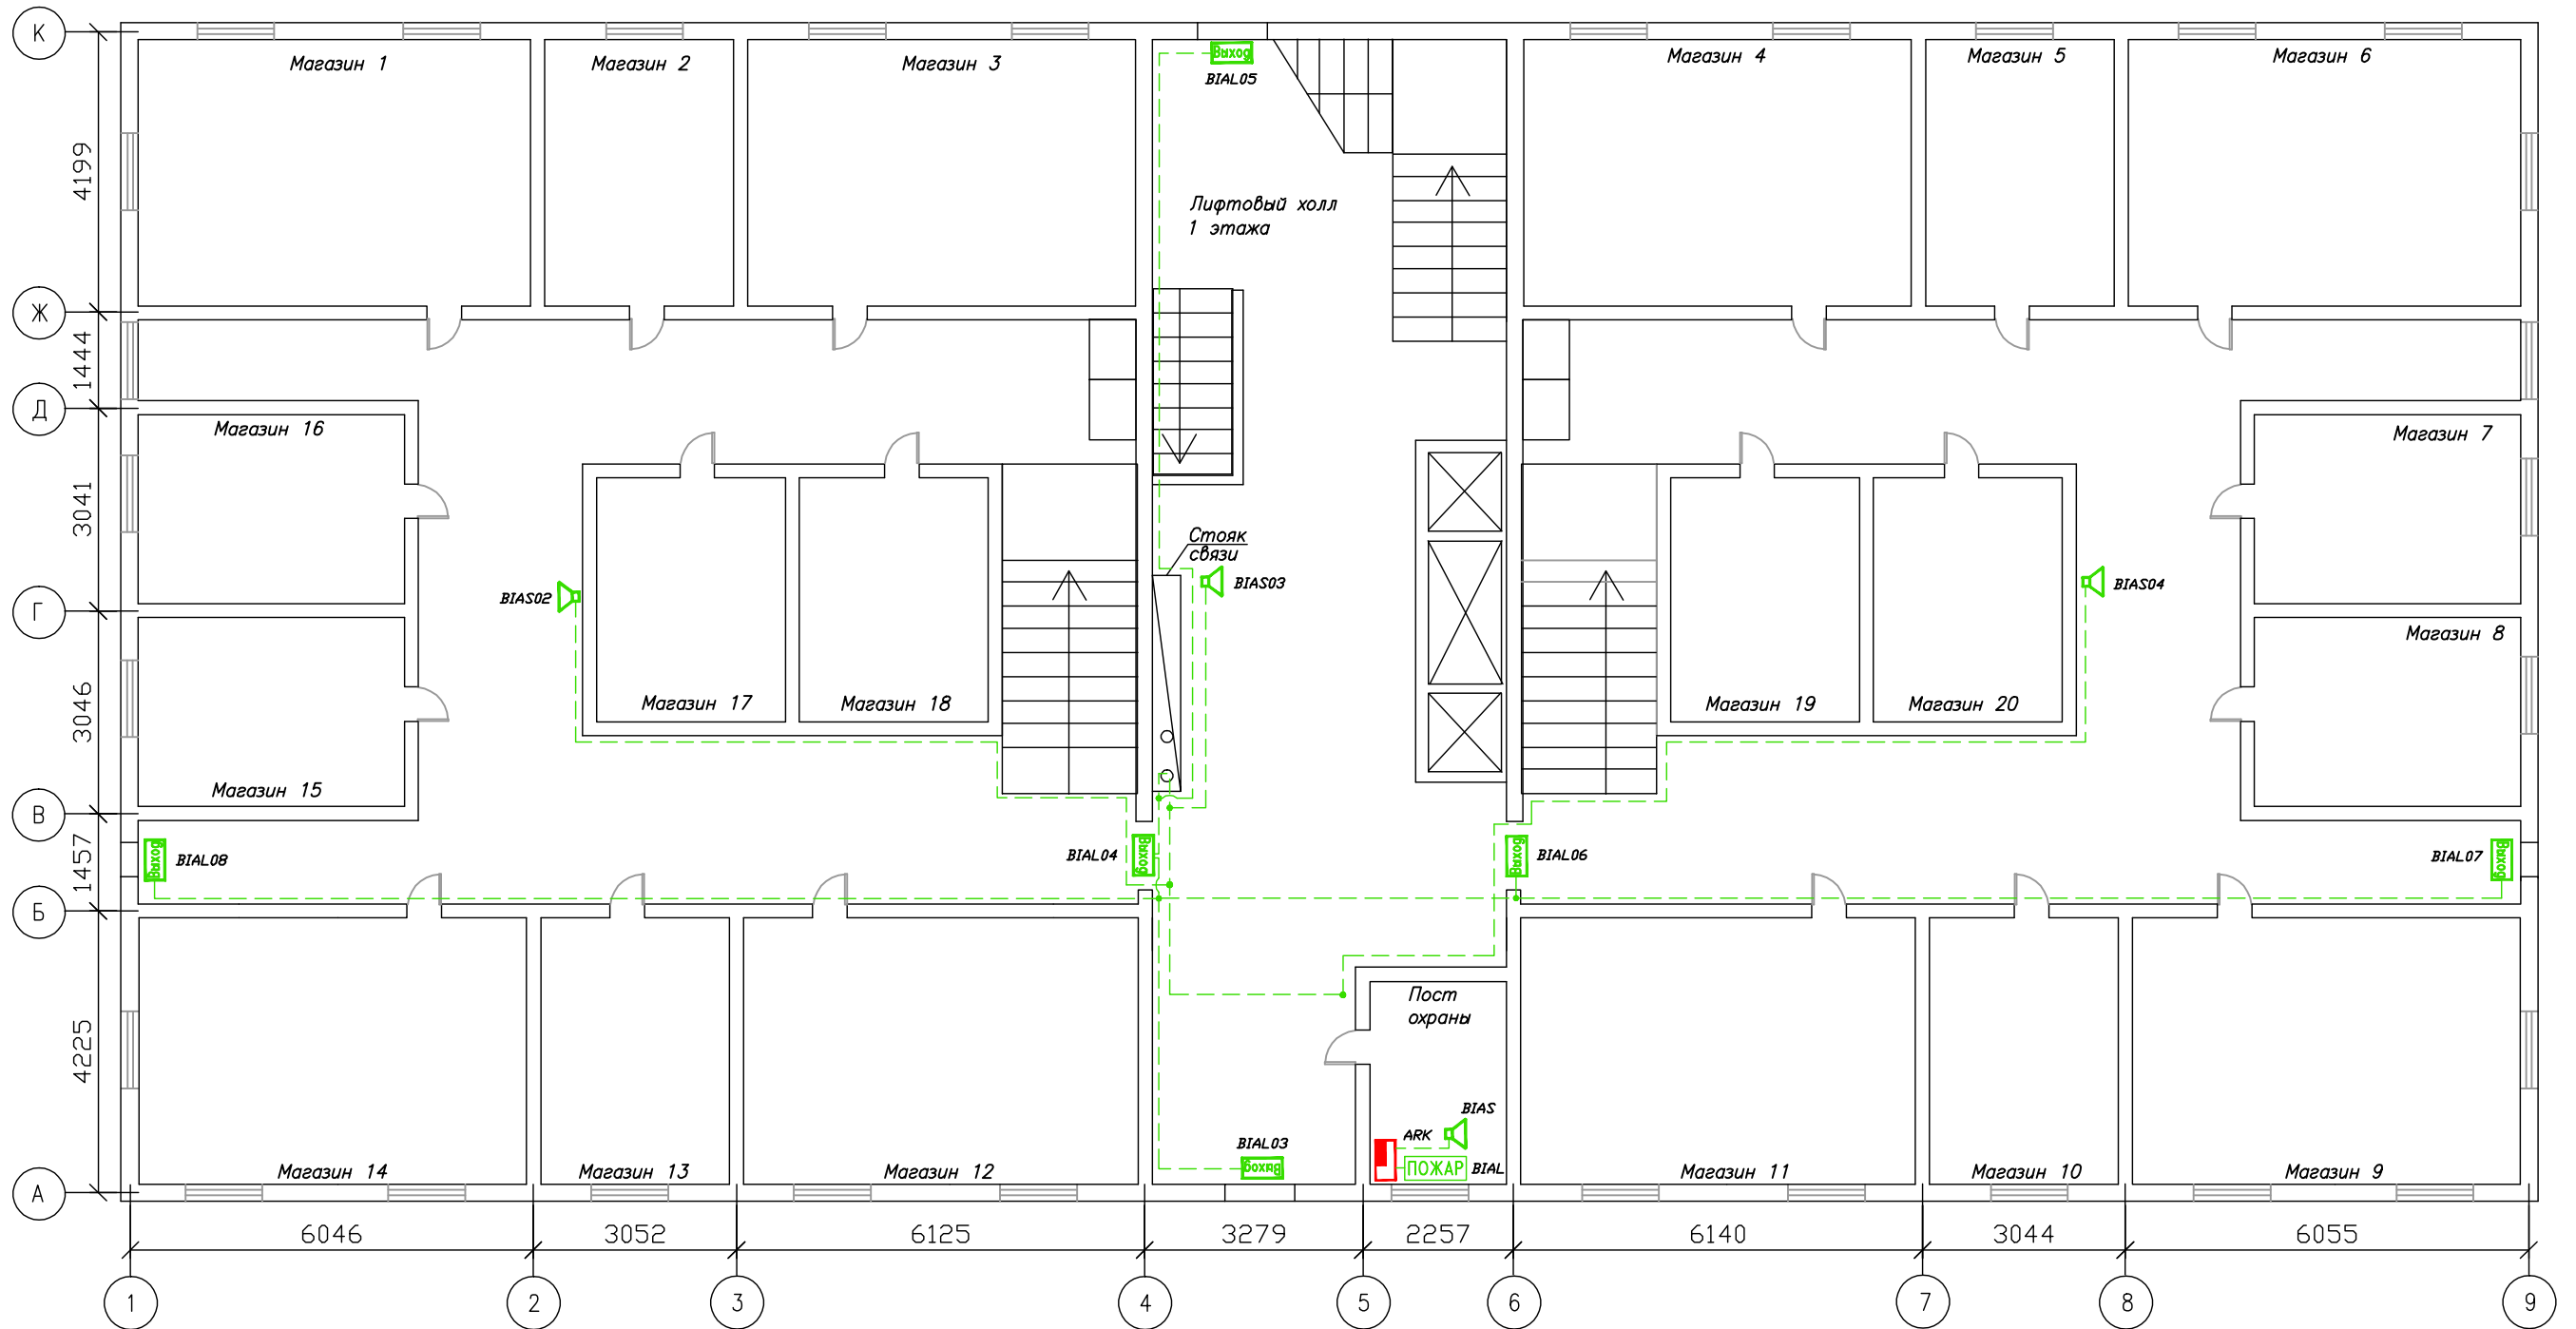 К
Магазин 1
Магазин 2
Магазин 3
Выход
BIAL05
Магазин 4
Магазин 5
Магазин 6
4199
Лифтовый холл
1 этажа
Ж
1444
Д
Магазин 16
Магазин 7
3041
Стояк
связи
BIAS02
BIAS03
BIAS04
Г
Магазин 8
3046
Магазин 17
Магазин 18
Магазин 19
Магазин 20
Магазин 15
В
1457
Выход
BIAL08
BIAL04
Выход
Выход
BIAL06
BIAL07
Выход
Б
Пост
охраны
4225
BIAS
ARK
BIAL03
Выход
ПОЖАР
BIAL
Магазин 14
Магазин 13
Магазин 12
Магазин 11
Магазин 10
Магазин 9
А
6046
3052
6125
3279
2257
6140
3044
6055
1
2
3
4
5
6
7
8
9